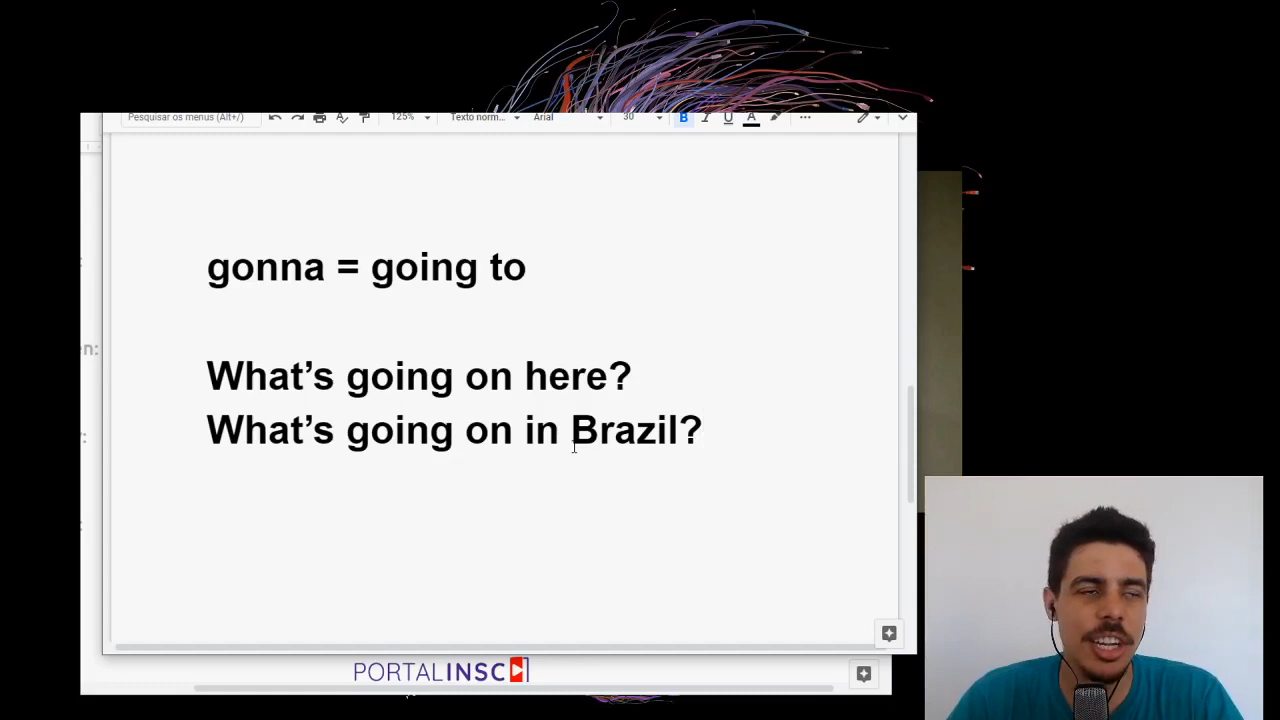 Pesquisar os menus (Alt+/)
125%
Texto norm...
Arial
30
B I U A
gonna = going to
What’s going on here?
What’s going on in Brazil?
en:
r:
PORTALINSC